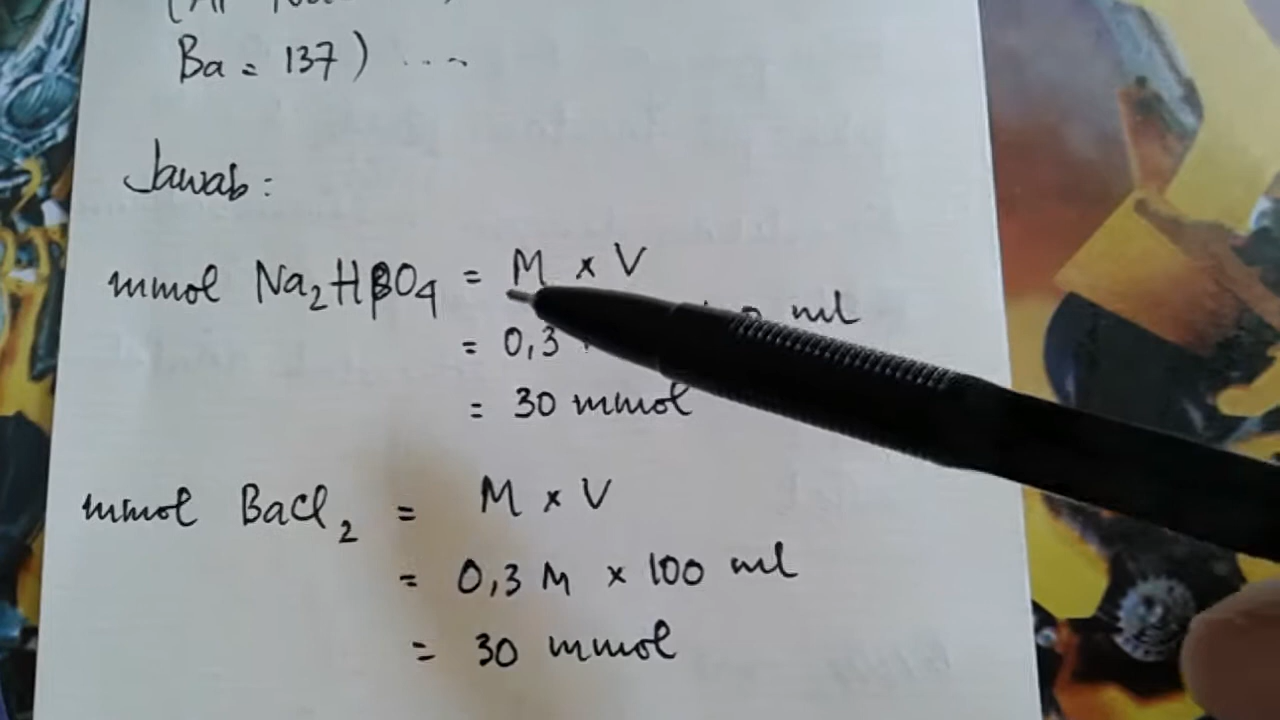 Ba = 137) ....
Jawab:
mmol Na₂HPO₄ = M x V
= 0,3 ml
= 30 mmol
mmol BaCl₂ = M x V
= 0,3 M x 100 ml
= 30 mmol